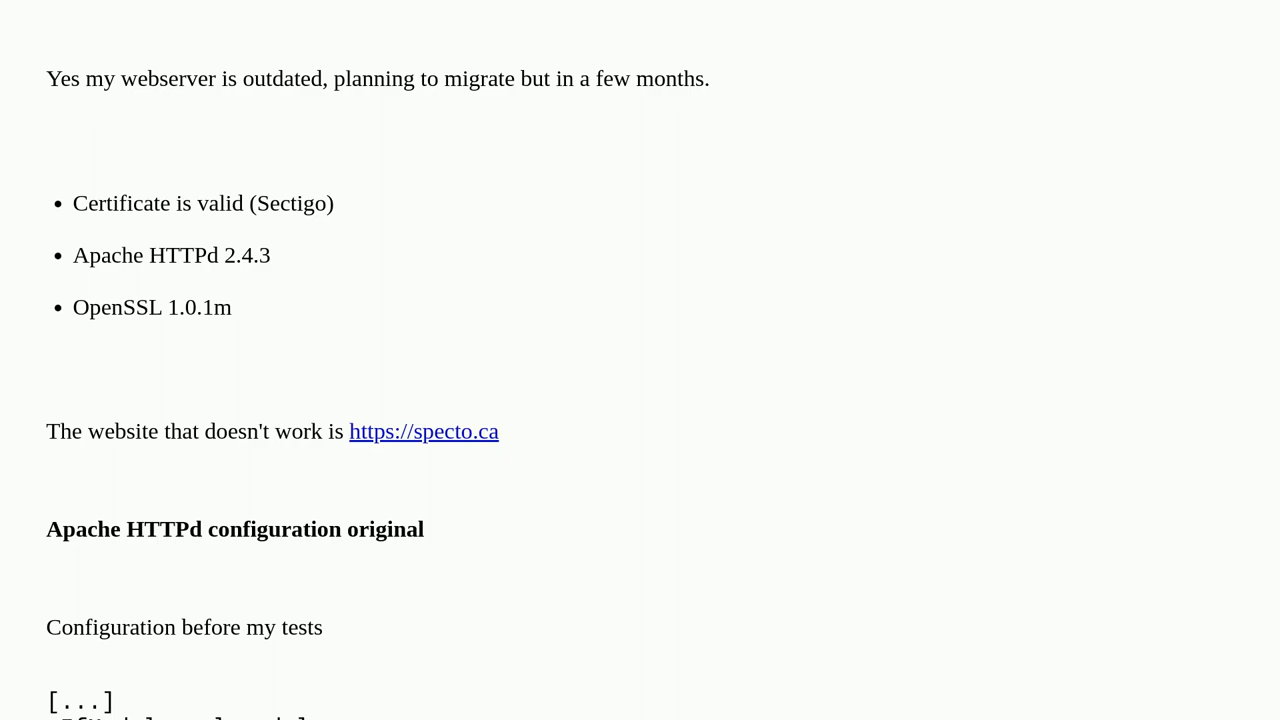 Yes my webserver is outdated, planning to migrate but in a few months.
Certificate is valid (Sectigo)
Apache HTTPd 2.4.3
OpenSSL 1.0.1m
The website that doesn't work is https://specto.ca
Apache HTTPd configuration original
Configuration before my tests
[...]